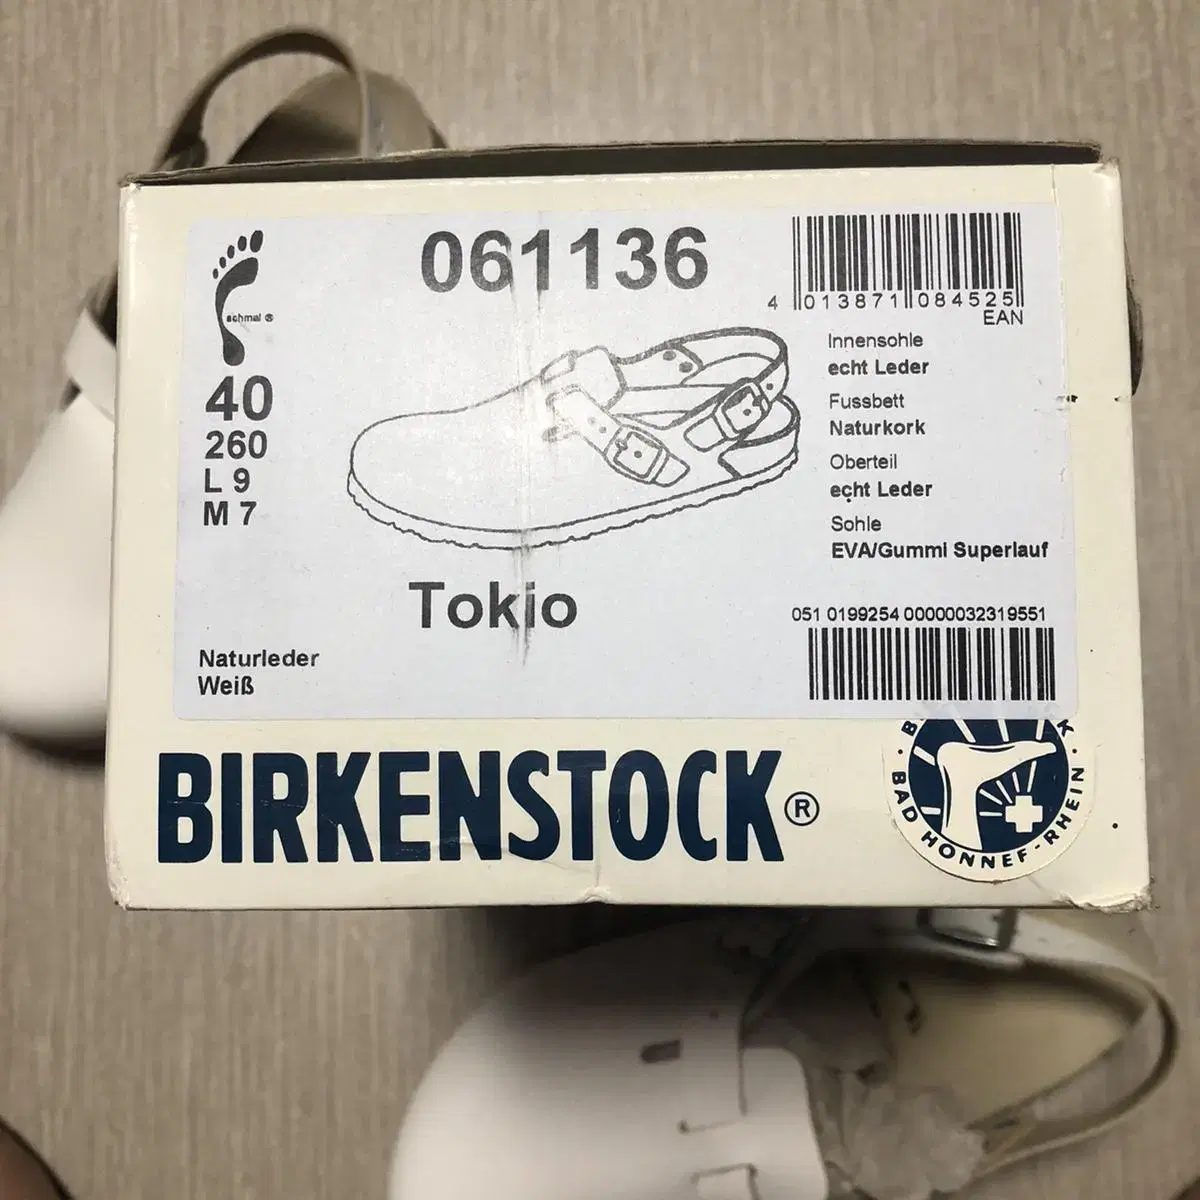 061136
schmal ®
40
260
L 9
M 7
4 013871 084525
EAN
Innensohle
echt Leder
Fussbett
Naturkork
Oberteil
echt Leder
Sohle
EVA/Gummi Superlauf
Tokio
051 0199254 00000032319551
Naturleder
Weiß
BIRKENSTOCK®
BAD HONNEF-RHEIN